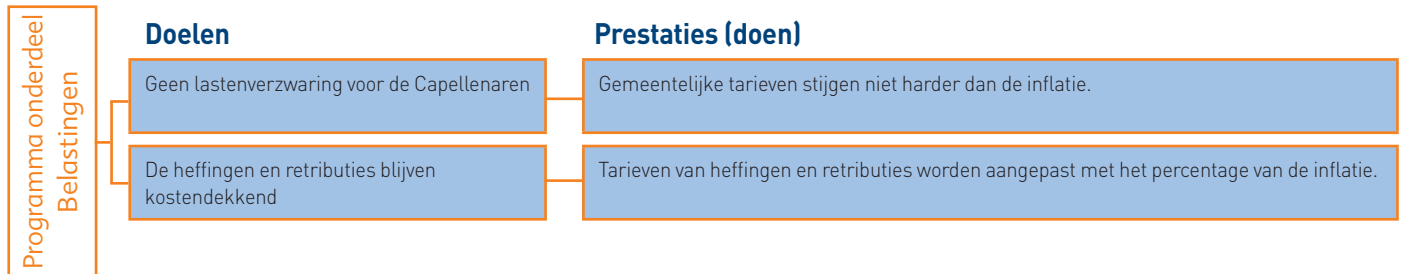 Programma onderdeel
Belastingen
Doelen
Prestaties (doen)
Geen lastenverzwaring voor de Capellenaren
Gemeentelijke tarieven stijgen niet harder dan de inflatie.
De heffingen en retributies blijven
kostendekkend
Tarieven van heffingen en retributies worden aangepast met het percentage van de inflatie.